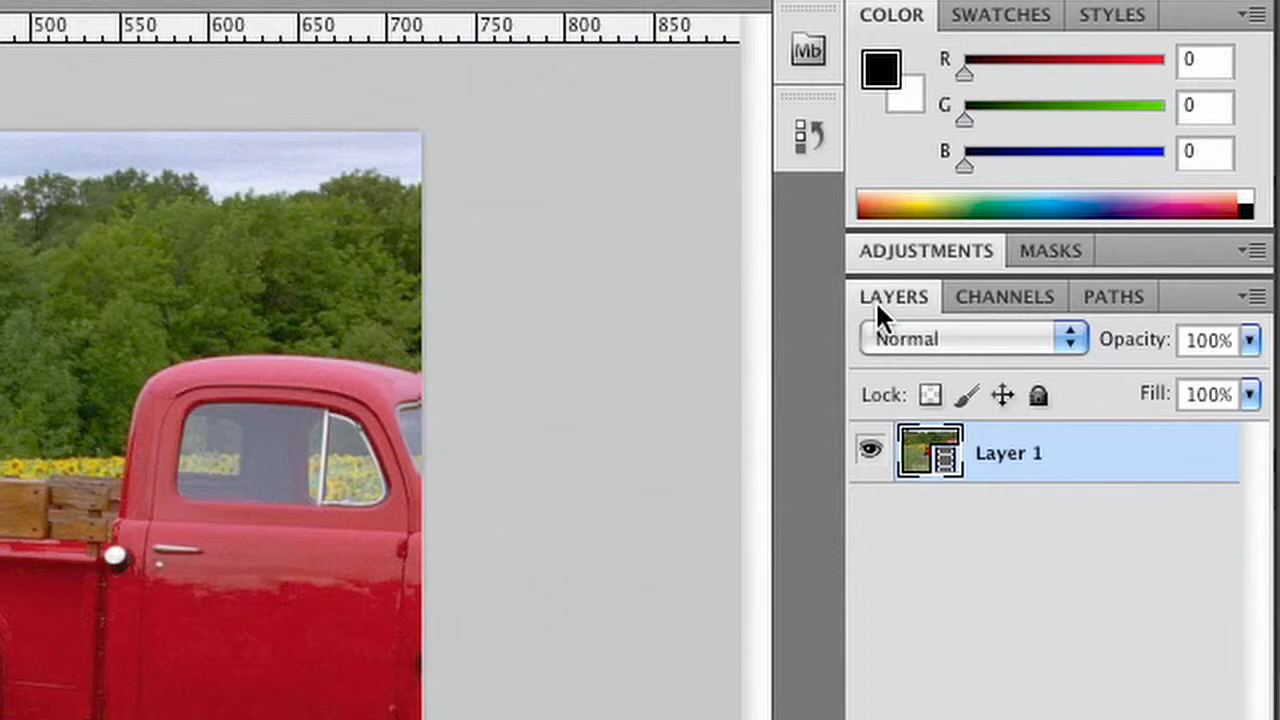 500 550 600 650 700 750 800 850
Mb
COLOR SWATCHES STYLES
R 0
G 0
B 0
ADJUSTMENTS MASKS
LAYERS CHANNELS PATHS
Normal Opacity: 100%
Lock: Fill: 100%
Layer 1